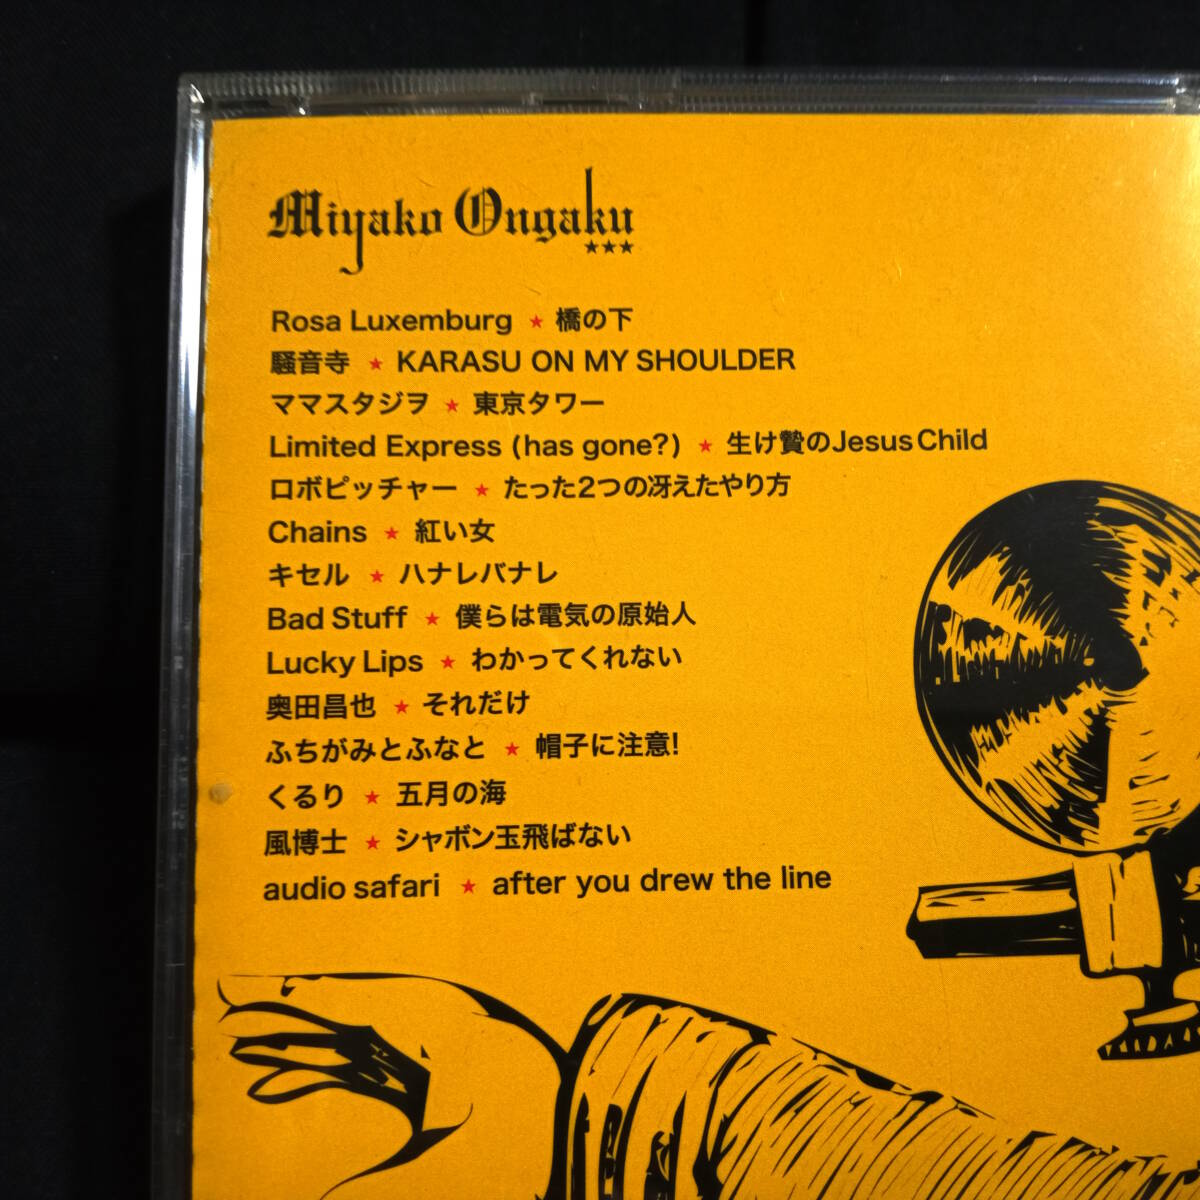 Miyako Ongaku
★★★
Rosa Luxemburg ★ 橋の下
騒音寺 ★ KARASU ON MY SHOULDER
ママスタジヲ ★ 東京タワー
Limited Express (has gone?) ★ 生け贄のJesus Child
ロボピッチャー ★ たった2つの冴えたやり方
Chains ★ 紅い女
キセル ★ ハナレバナレ
Bad Stuff ★ 僕らは電気の原始人
Lucky Lips ★ わかってくれない
奥田昌也 ★ それだけ
ふちがみとふなと ★ 帽子に注意!
くるり ★ 五月の海
風博士 ★ シャボン玉飛ばない
audio safari ★ after you drew the line